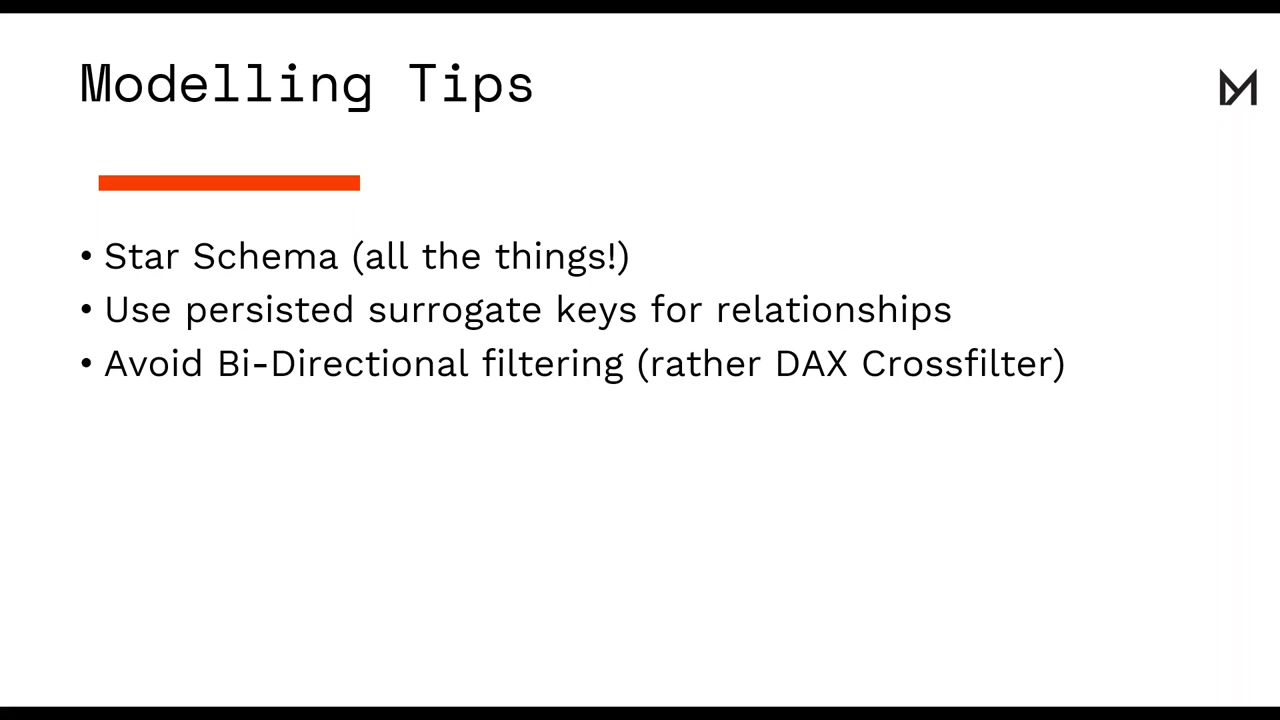 Modelling Tips
• Star Schema (all the things!)
• Use persisted surrogate keys for relationships
• Avoid Bi-Directional filtering (rather DAX Crossfilter)